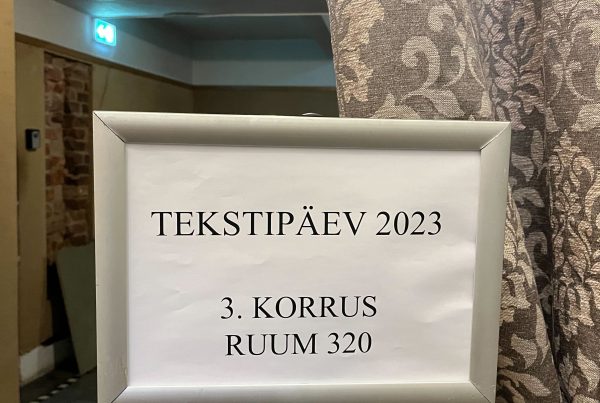 TEKSTIPÄEV 2023
3. KORRUS
RUUM 320